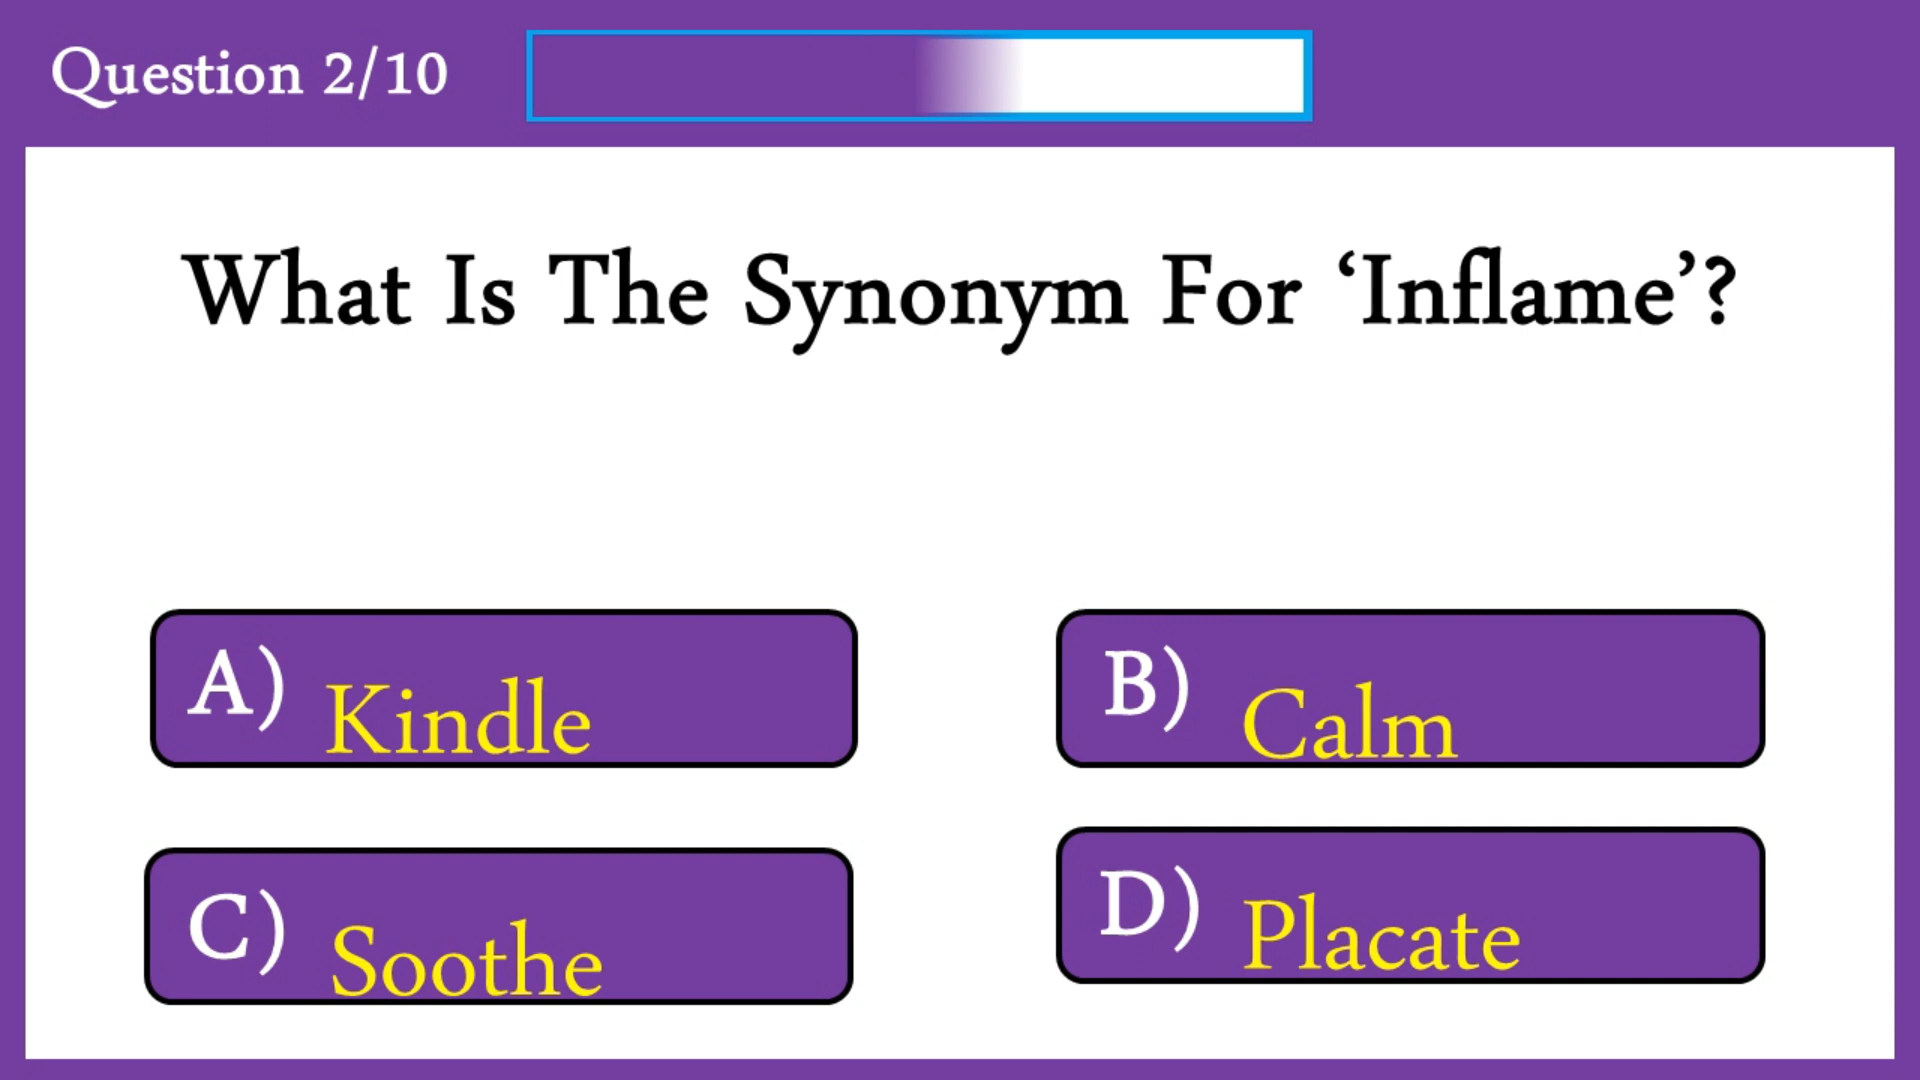 Question 2/10
What Is The Synonym For ‘Inflame’?
A) Kindle
B) Calm
C) Soothe
D) Placate